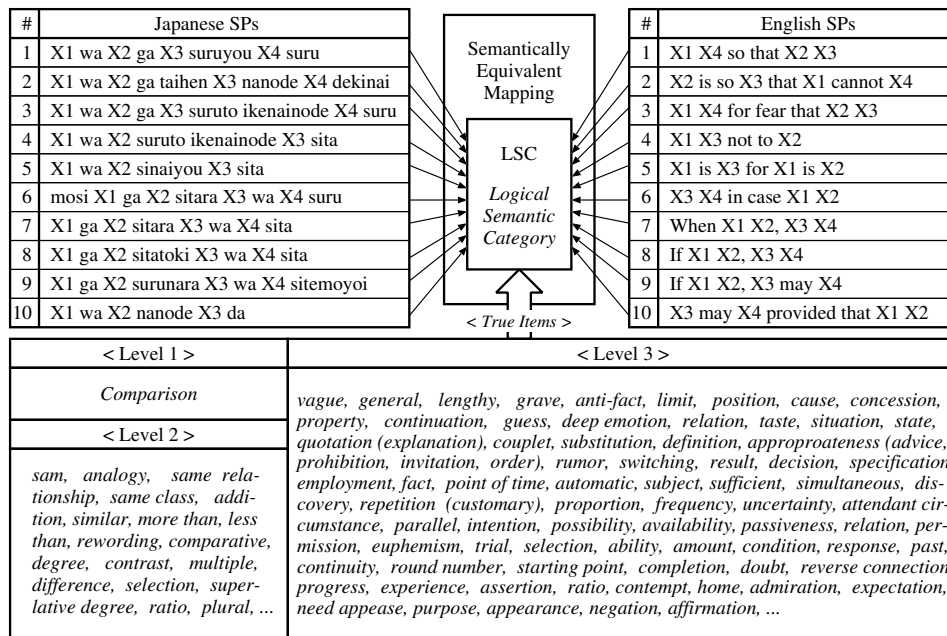 # Japanese SPs
1 X1 wa X2 ga X3 suruyou X4 suru
2 X1 wa X2 ga taihen X3 nanode X4 dekinai
3 X1 wa X2 ga X3 suruto ikenainode X4 suru
4 X1 wa X2 suruto ikenainode X3 sita
5 X1 wa X2 sinaiyou X3 sita
6 mosi X1 ga X2 sitara X3 wa X4 suru
7 X1 ga X2 sitara X3 wa X4 sita
8 X1 ga X2 sitatoki X3 wa X4 sita
9 X1 ga X2 surunara X3 wa X4 sitemoyoi
10 X1 wa X2 nanode X3 da
Semantically
Equivalent
Mapping
LSC
Logical
Semantic
Category
< True Items >
# English SPs
1 X1 X4 so that X2 X3
2 X2 is so X3 that X1 cannot X4
3 X1 X4 for fear that X2 X3
4 X1 X3 not to X2
5 X1 is X3 for X1 is X2
6 X3 X4 in case X1 X2
7 When X1 X2, X3 X4
8 If X1 X2, X3 X4
9 If X1 X2, X3 may X4
10 X3 may X4 provided that X1 X2
< Level 1 >
Comparison
< Level 2 >
sam, analogy, same rela-
tionship, same class, addi-
tion, similar, more than, less
than, rewording, comparative,
degree, contrast, multiple,
difference, selection, super-
lative degree, ratio, plural, ...
< Level 3 >
vague, general, lengthy, grave, anti-fact, limit, position, cause, concession,
property, continuation, guess, deep emotion, relation, taste, situation, state,
quotation (explanation), couplet, substitution, definition, approproateness (advice,
prohibition, invitation, order), rumor, switching, result, decision, specification
employment, fact, point of time, automatic, subject, sufficient, simultaneous, dis-
covery, repetition (customary), proportion, frequency, uncertainty, attendant cir-
cumstance, parallel, intention, possibility, availability, passiveness, relation, per-
mission, euphemism, trial, selection, ability, amount, condition, response, past,
continuity, round number, starting point, completion, doubt, reverse connection
progress, experience, assertion, ratio, contempt, home, admiration, expectation,
need appease, purpose, appearance, negation, affirmation, ...